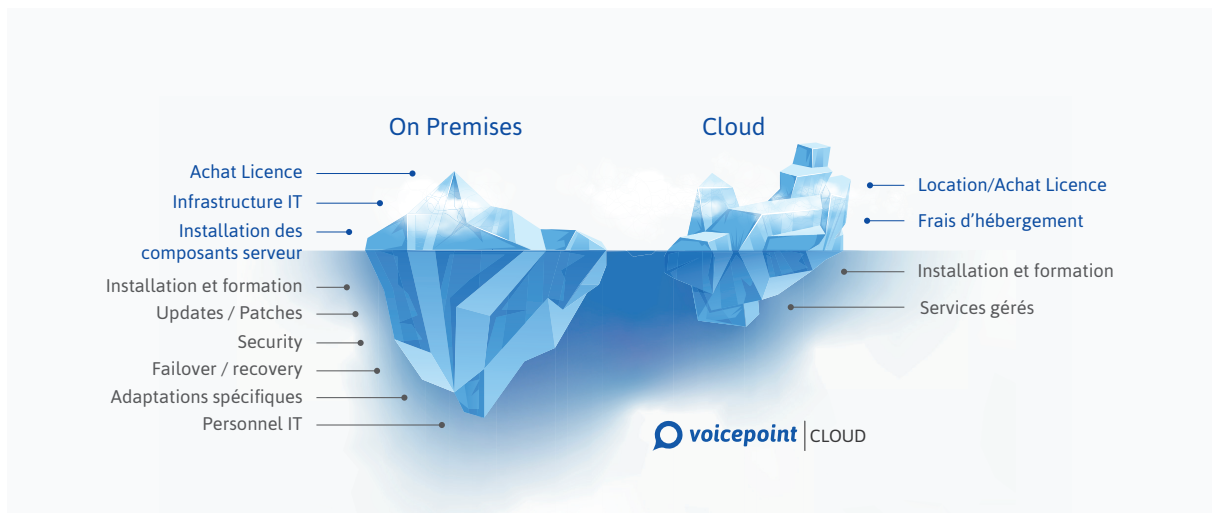 On Premises
Achat Licence
Infrastructure IT
Installation des
composants serveur
Installation et formation
Updates / Patches
Security
Failover / recovery
Adaptations spécifiques
Personnel IT
Cloud
Location/Achat Licence
Frais d’hébergement
Installation et formation
Services gérés
voicepoint CLOUD